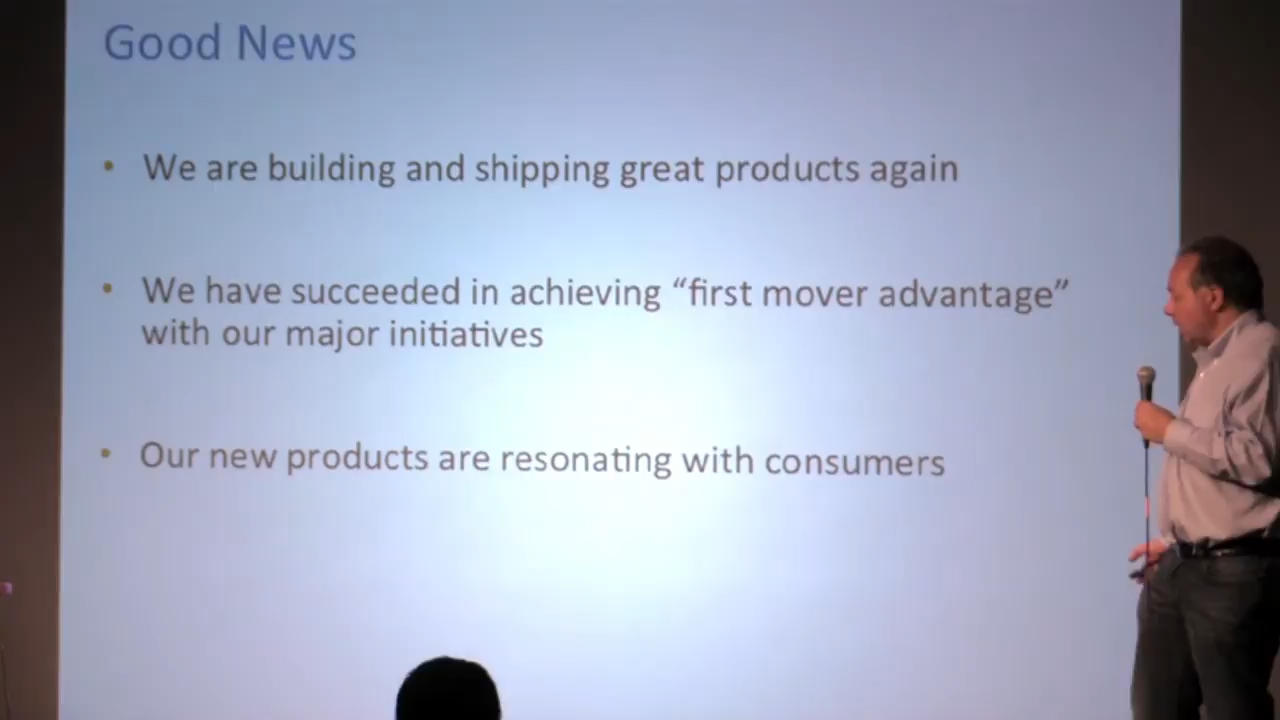 Good News
• We are building and shipping great products again
• We have succeeded in achieving “first mover advantage”
with our major initiatives
• Our new products are resonating with consumers